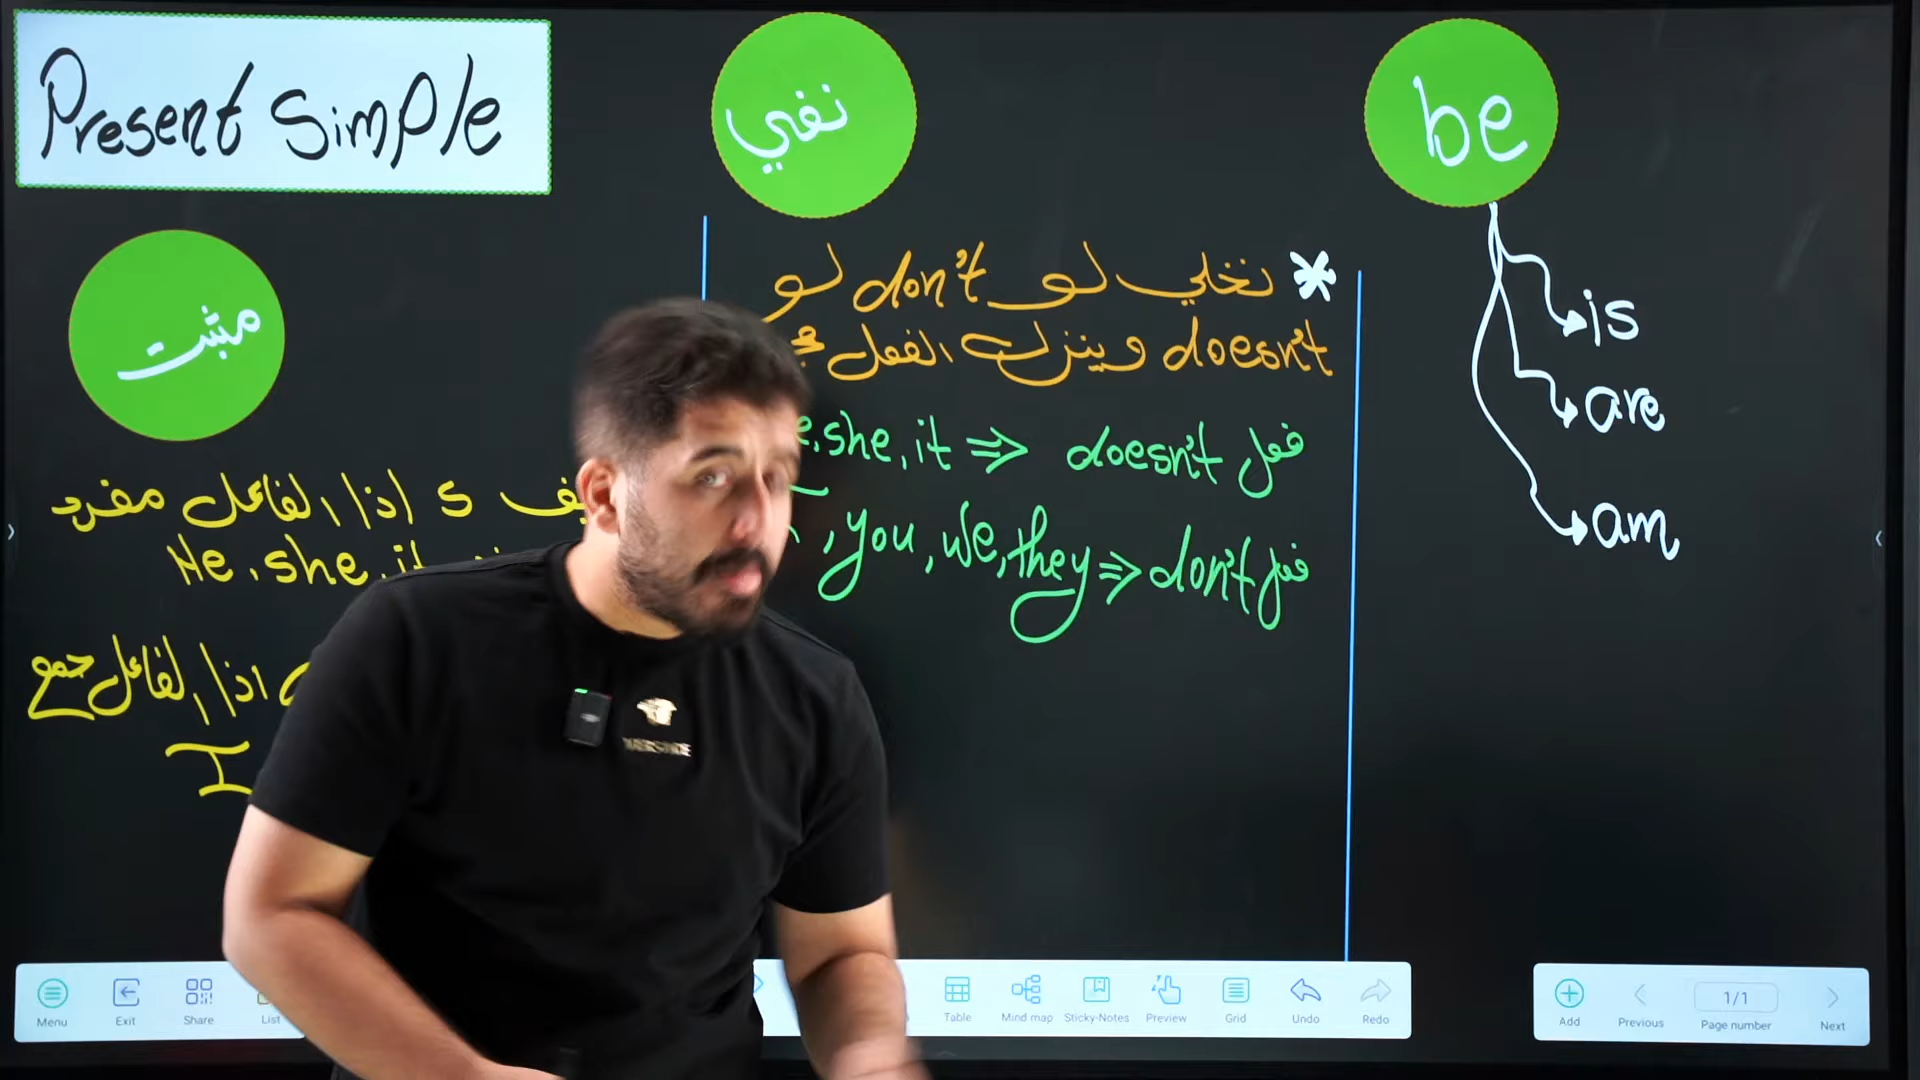 Present Simple
مثبت
s اذا الفاعل مفرد
He, she, it
اذا الفاعل جمع
I
نفي
* نخلي لو don't لو
doesn't وينزل الفعل
she, it ⇒ doesn't فعل
, you, we, they ⇒ don't فعل
be
is
are
am
Menu
Exit
Share
List
Table
Mind map
Sticky-Notes
Preview
Grid
Undo
Redo
Add
Previous
1/1
Page number
Next